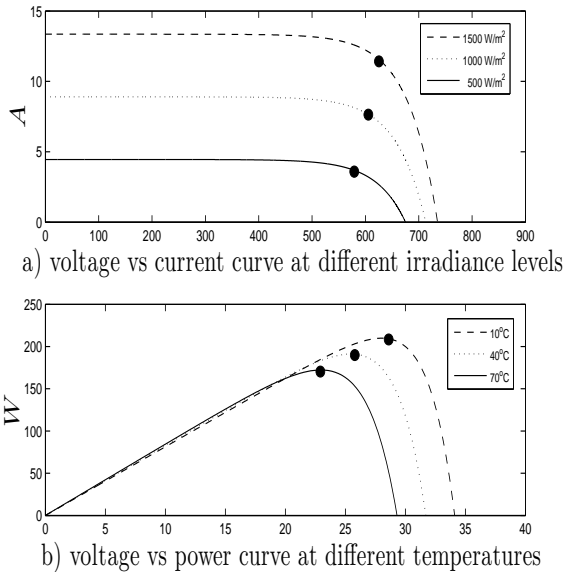 15
10
5
0
A
1500 W/m²
1000 W/m²
500 W/m²
0 100 200 300 400 500 600 700 800 900
a) voltage vs current curve at different irradiance levels
250
200
150
100
50
0
W
10°C
40°C
70°C
0 5 10 15 20 25 30 35 40
b) voltage vs power curve at different temperatures